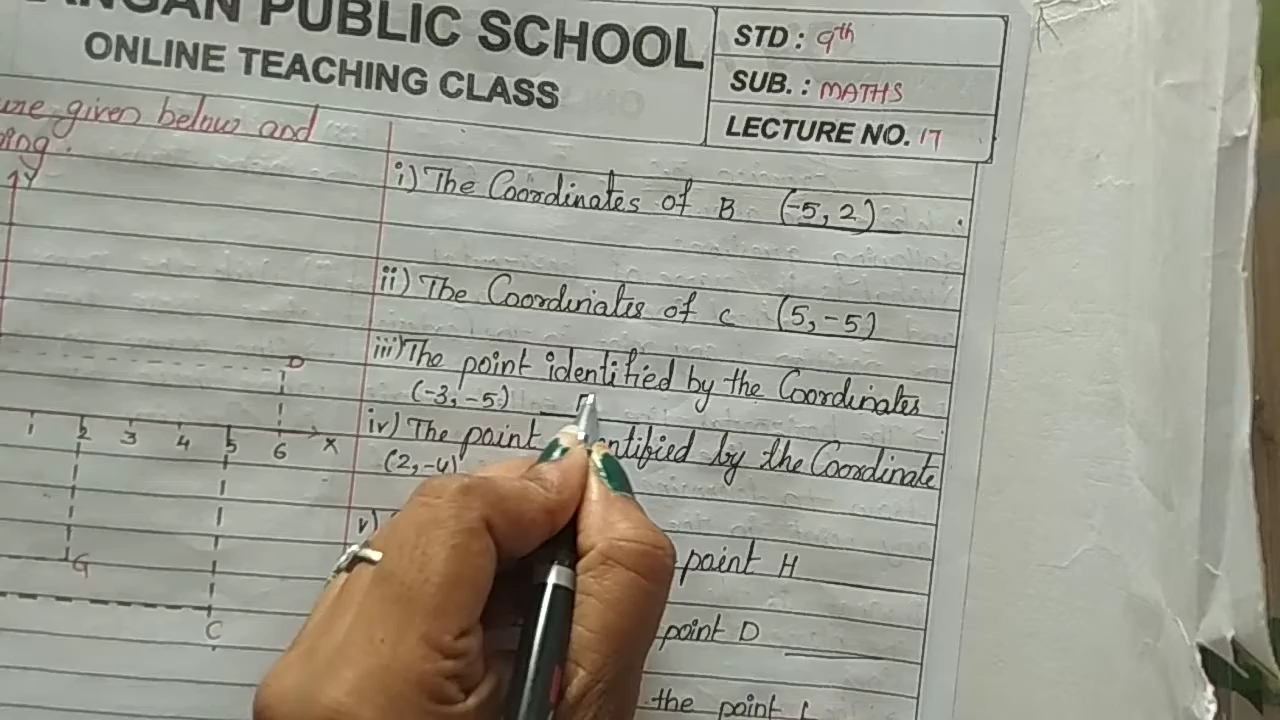 PUBLIC SCHOOL
ONLINE TEACHING CLASS
STD : 9th
SUB. : MATHS
LECTURE NO. 17
given below and
Y
i) The Coordinates of B (-5, 2)
ii) The Coordiniates of C (5, -5)
iii) The point identified by the Coordinates
(-3, -5)
iv) The point by the Coordinate
(2, -4)
v)
point H
point D
the point L
D
1 2 3 4 5 6 X
G
C